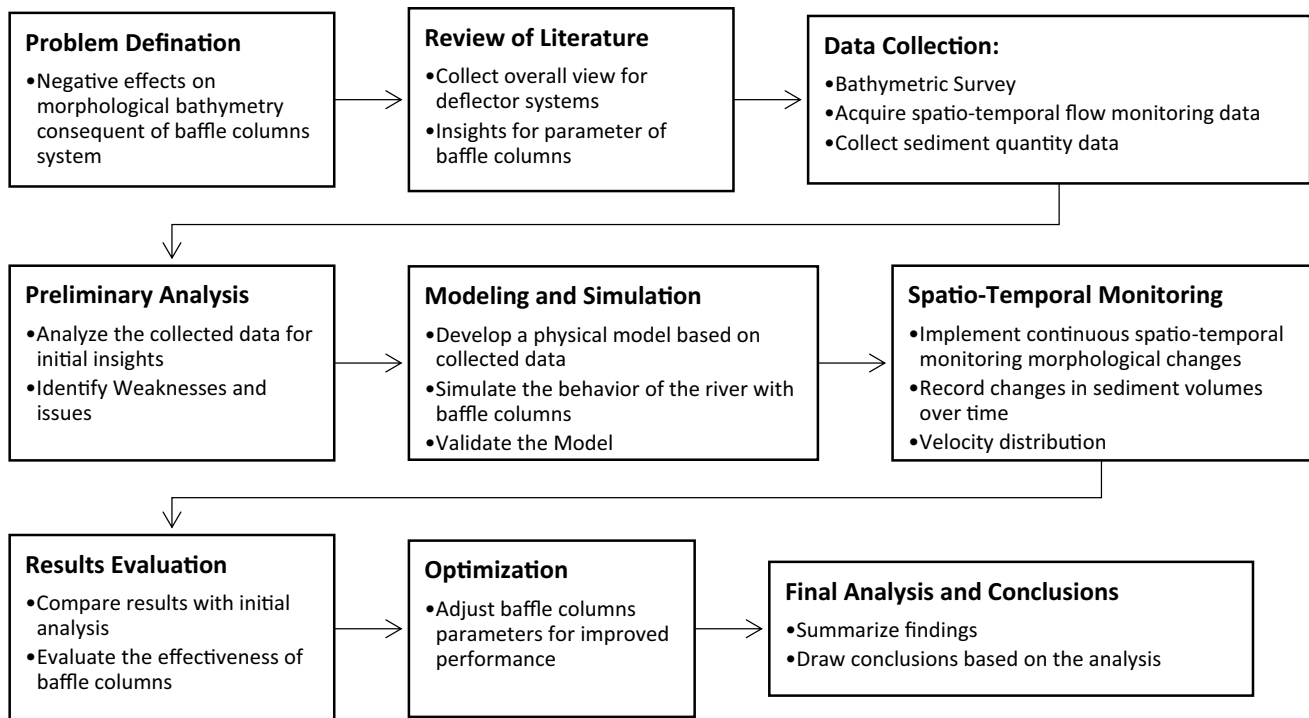 Problem Defination
•Negative effects on
morphological bathymetry
consequent of baffle columns
system
Review of Literature
•Collect overall view for
deflector systems
•Insights for parameter of
baffle columns
Data Collection:
•Bathymetric Survey
•Acquire spatio-temporal flow monitoring data
•Collect sediment quantity data
Preliminary Analysis
•Analyze the collected data for
initial insights
•Identify Weaknesses and
issues
Modeling and Simulation
•Develop a physical model based on
collected data
•Simulate the behavior of the river with
baffle columns
•Validate the Model
Spatio-Temporal Monitoring
•Implement continuous spatio-temporal
monitoring morphological changes
•Record changes in sediment volumes
over time
•Velocity distribution
Results Evaluation
•Compare results with initial
analysis
•Evaluate the effectiveness of
baffle columns
Optimization
•Adjust baffle columns
parameters for improved
performance
Final Analysis and Conclusions
•Summarize findings
•Draw conclusions based on the analysis